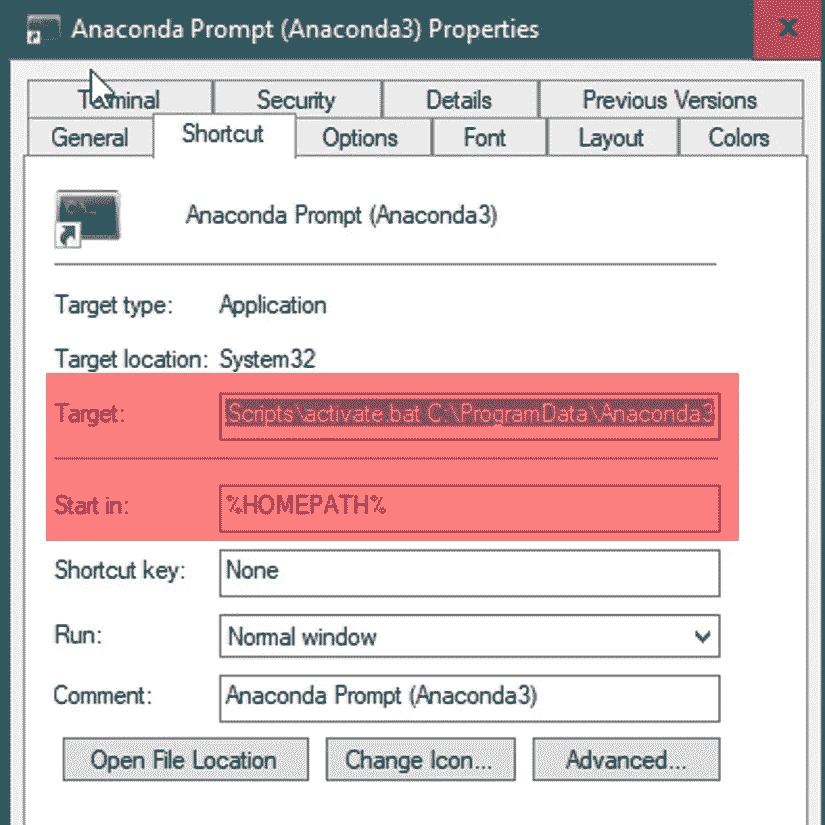 Anaconda Prompt (Anaconda3) Properties
Terminal Security Details Previous Versions
General Shortcut Options Font Layout Colors
C:\_
Anaconda Prompt (Anaconda3)
Target type: Application
Target location: System32
Target: Scripts\activate.bat C:\ProgramData\Anaconda3
Start in: %HOMEPATH%
Shortcut key: None
Run: Normal window
Comment: Anaconda Prompt (Anaconda3)
Open File Location Change Icon... Advanced...